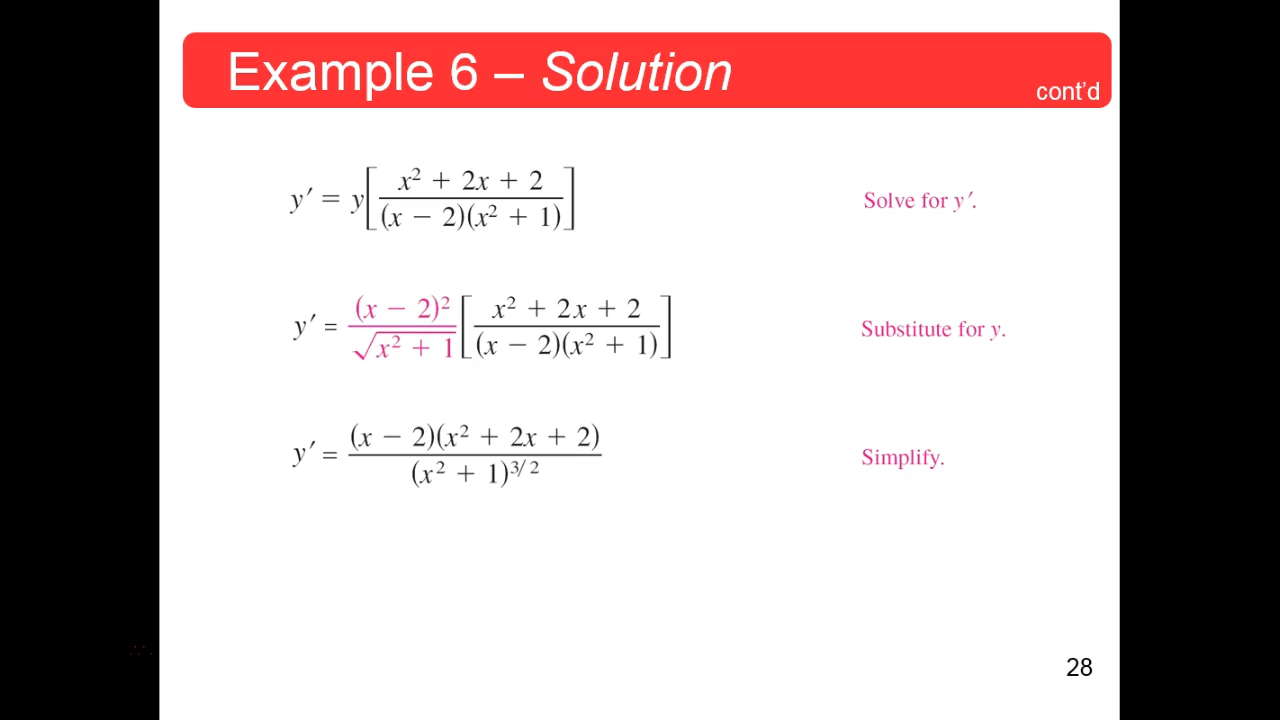 Example 6 – Solution
cont'd
y′ = y[(x² + 2x + 2)/((x − 2)(x² + 1))] Solve for y′.
y′ = (x − 2)²/√(x² + 1) [(x² + 2x + 2)/((x − 2)(x² + 1))] Substitute for y.
y′ = (x − 2)(x² + 2x + 2)/(x² + 1)^(3/2) Simplify.
28